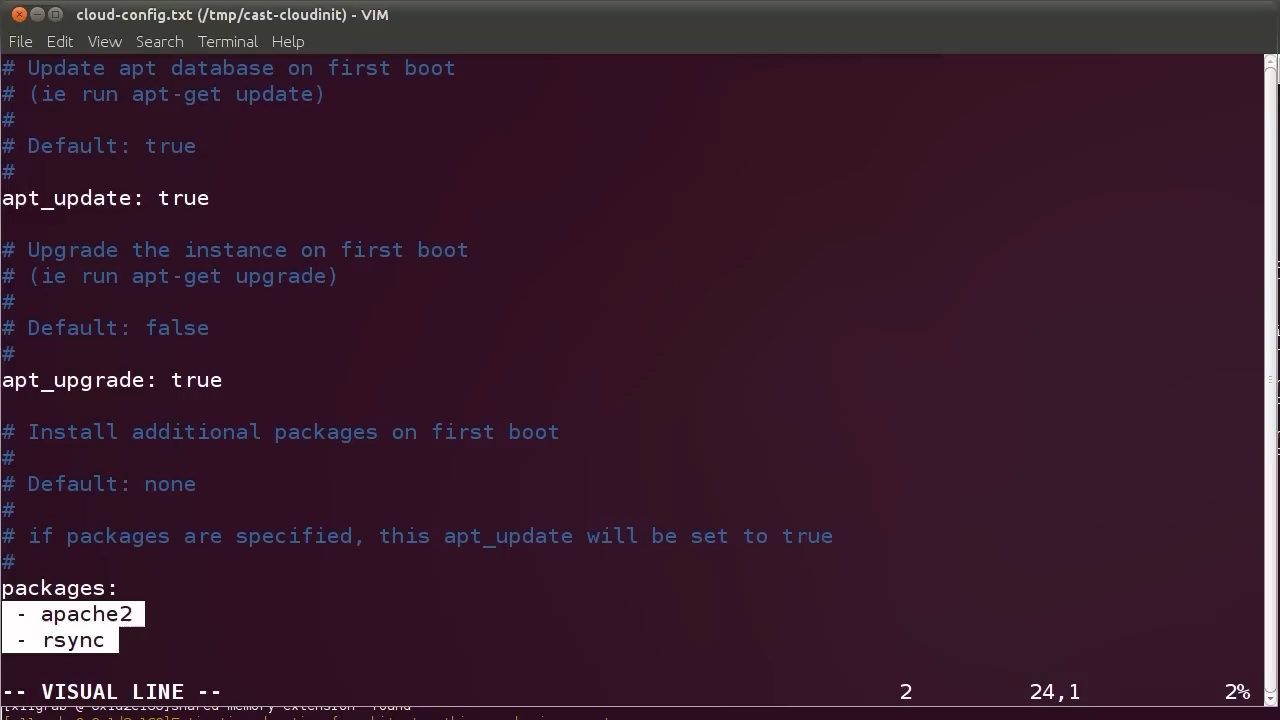 cloud-config.txt (/tmp/cast-cloudinit) - VIM
File Edit View Search Terminal Help
# Update apt database on first boot
# (ie run apt-get update)
#
# Default: true
#
apt_update: true
# Upgrade the instance on first boot
# (ie run apt-get upgrade)
#
# Default: false
#
apt_upgrade: true
# Install additional packages on first boot
#
# Default: none
#
# if packages are specified, this apt_update will be set to true
#
packages:
- apache2
- rsync
-- VISUAL LINE -- 2 24,1 2%